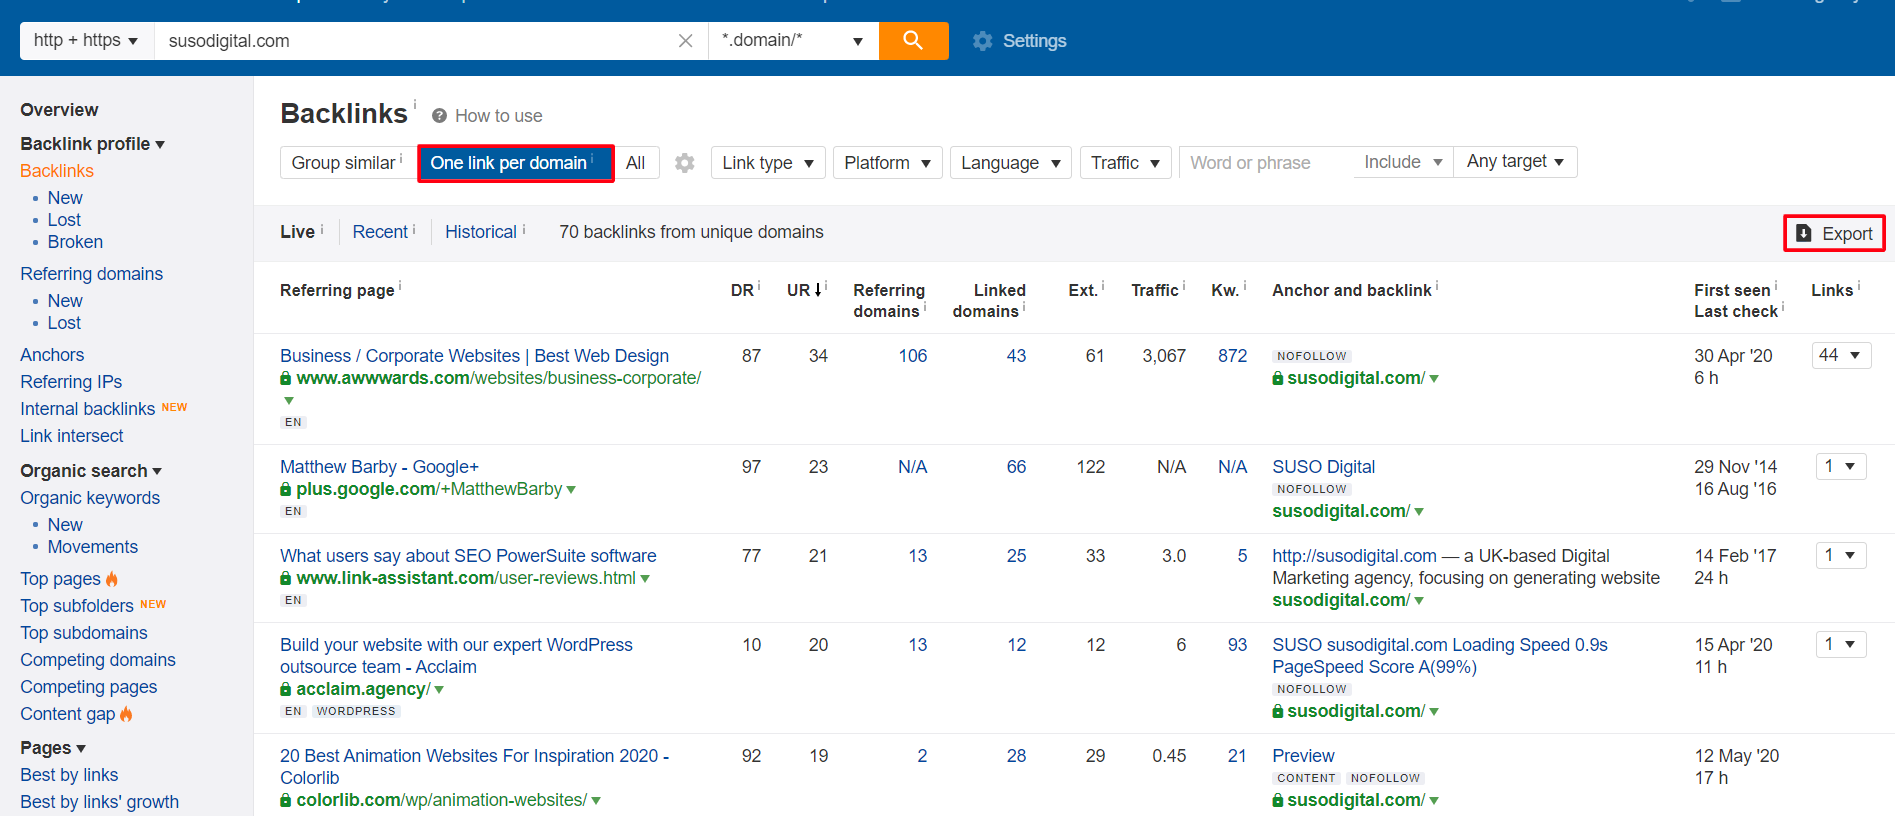 http + https
susodigital.com
*.domain/*
Settings
Overview
Backlink profile
Backlinks
New
Lost
Broken
Referring domains
New
Lost
Anchors
Referring IPs
Internal backlinks NEW
Link intersect
Organic search
Organic keywords
New
Movements
Top pages
Top subfolders NEW
Top subdomains
Competing domains
Competing pages
Content gap
Pages
Best by links
Best by links' growth
Backlinks i
? How to use
Group similar i One link per domain i All Link type Platform Language Traffic Word or phrase Include Any target
Live i Recent i Historical i 70 backlinks from unique domains Export
Referring page i DR i UR i Referring domains i Linked domains i Ext. i Traffic i Kw. i Anchor and backlink i First seen i Last check i Links i
Business / Corporate Websites | Best Web Design 87 34 106 43 61 3,067 872 NOFOLLOW 30 Apr '20 44
www.awwwards.com/websites/business-corporate/ susodigital.com/ 6 h
EN
Matthew Barby - Google+ 97 23 N/A 66 122 N/A N/A SUSO Digital 29 Nov '14 1
plus.google.com/+MatthewBarby NOFOLLOW 16 Aug '16
EN susodigital.com/
What users say about SEO PowerSuite software 77 21 13 25 33 3.0 5 http://susodigital.com — a UK-based Digital 14 Feb '17 1
www.link-assistant.com/user-reviews.html Marketing agency, focusing on generating website 24 h
EN susodigital.com/
Build your website with our expert WordPress 10 20 13 12 12 6 93 SUSO susodigital.com Loading Speed 0.9s 15 Apr '20 1
outsource team - Acclaim PageSpeed Score A(99%) 11 h
acclaim.agency/ NOFOLLOW
EN WORDPRESS susodigital.com/
20 Best Animation Websites For Inspiration 2020 - 92 19 2 28 29 0.45 21 Preview 12 May '20
Colorlib CONTENT NOFOLLOW 17 h
colorlib.com/wp/animation-websites/ susodigital.com/